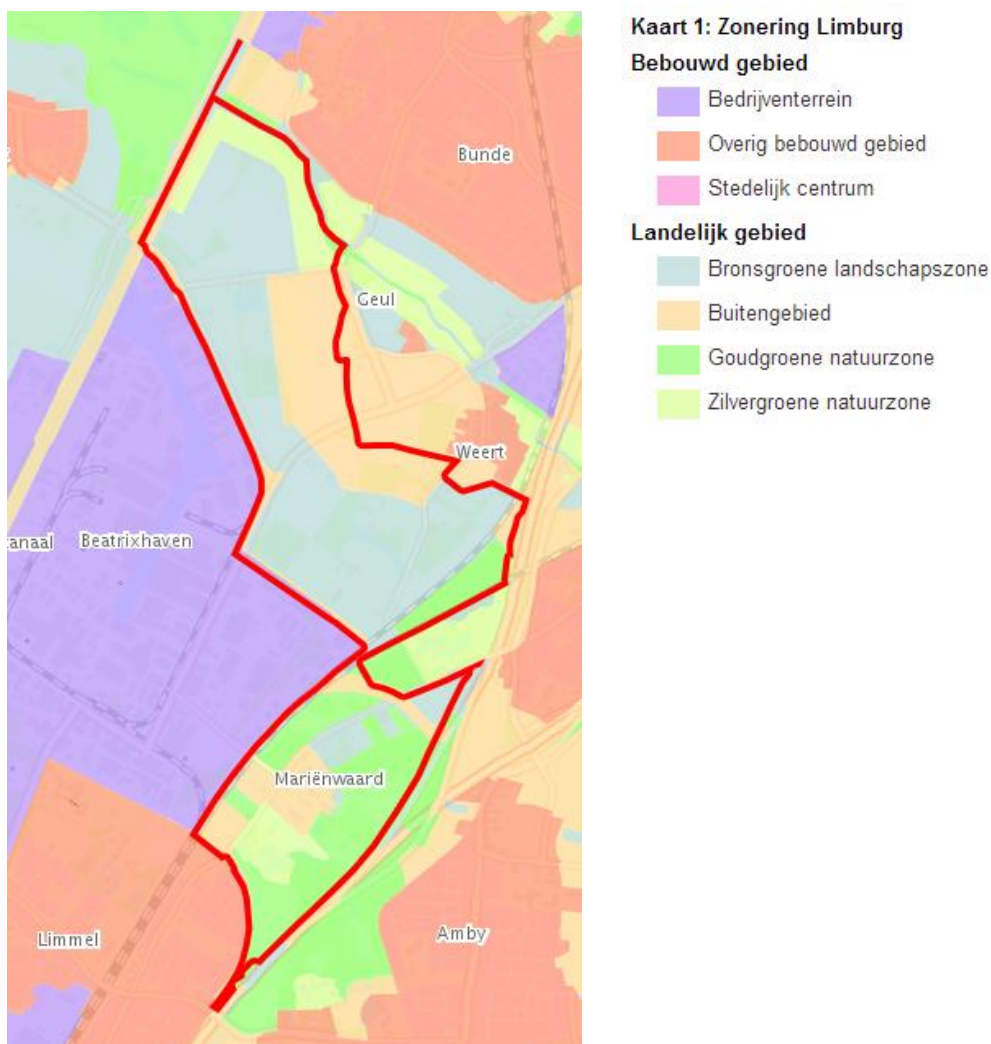 Kaart 1: Zonering Limburg
Bebouwd gebied
Bedrijventerrein
Overig bebouwd gebied
Stedelijk centrum
Landelijk gebied
Bronsgroene landschapszone
Buitengebied
Goudgroene natuurzone
Zilvergroene natuurzone
Bunde
Geul
Weert
anaal
Beatrixhaven
Mariënwaard
Limmel
Amby